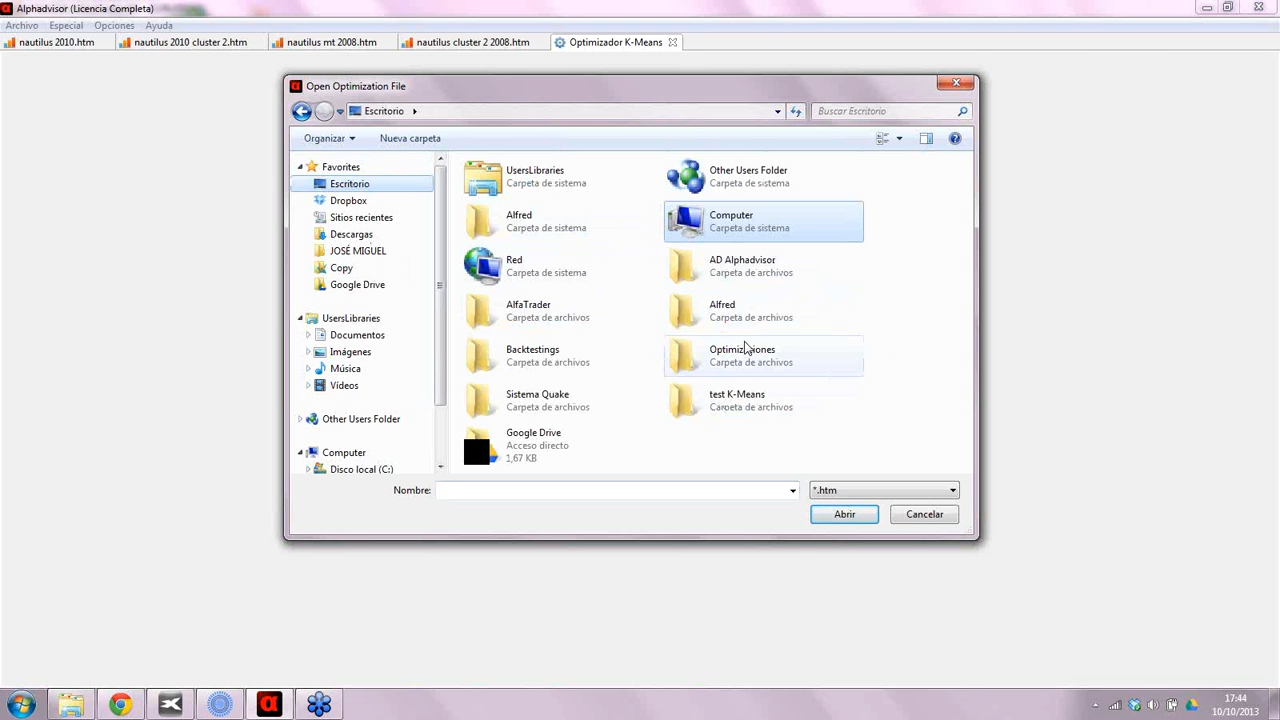 Alphadvisor (Licencia Completa)
Archivo Especial Opciones Ayuda
nautilus 2010.htm nautilus 2010 cluster 2.htm nautilus mt 2008.htm nautilus cluster 2 2008.htm Optimizador K-Means
Open Optimization File
Escritorio
Buscar Escritorio
Organizar Nueva carpeta
Favorites
Escritorio
Dropbox
Sitios recientes
Descargas
JOSÉ MIGUEL
Copy
Google Drive
UsersLibraries
Documentos
Imágenes
Música
Vídeos
Other Users Folder
Computer
Disco local (C:)
UsersLibraries
Carpeta de sistema
Other Users Folder
Carpeta de sistema
Alfred
Carpeta de sistema
Computer
Carpeta de sistema
Red
Carpeta de sistema
AD Alphadvisor
Carpeta de archivos
AlfaTrader
Carpeta de archivos
Alfred
Carpeta de archivos
Backtestings
Carpeta de archivos
Optimizaciones
Carpeta de archivos
Sistema Quake
Carpeta de archivos
test K-Means
Carpeta de archivos
Google Drive
Acceso directo
1,67 KB
Nombre:
*.htm
Abrir Cancelar
17:44
10/10/2013